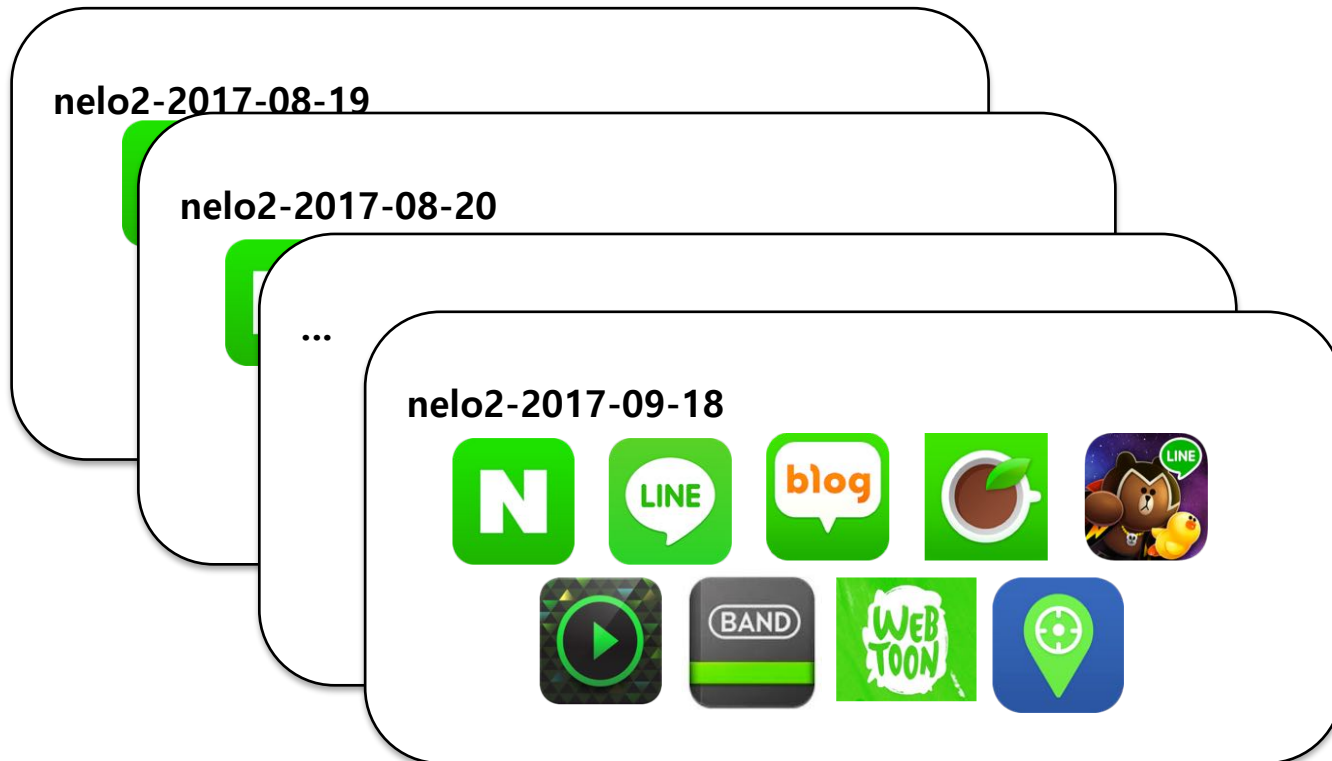 nelo2-2017-08-19
nelo2-2017-08-20
...
nelo2-2017-09-18
N
LINE
blog
LINE
BAND
WEB
TOON